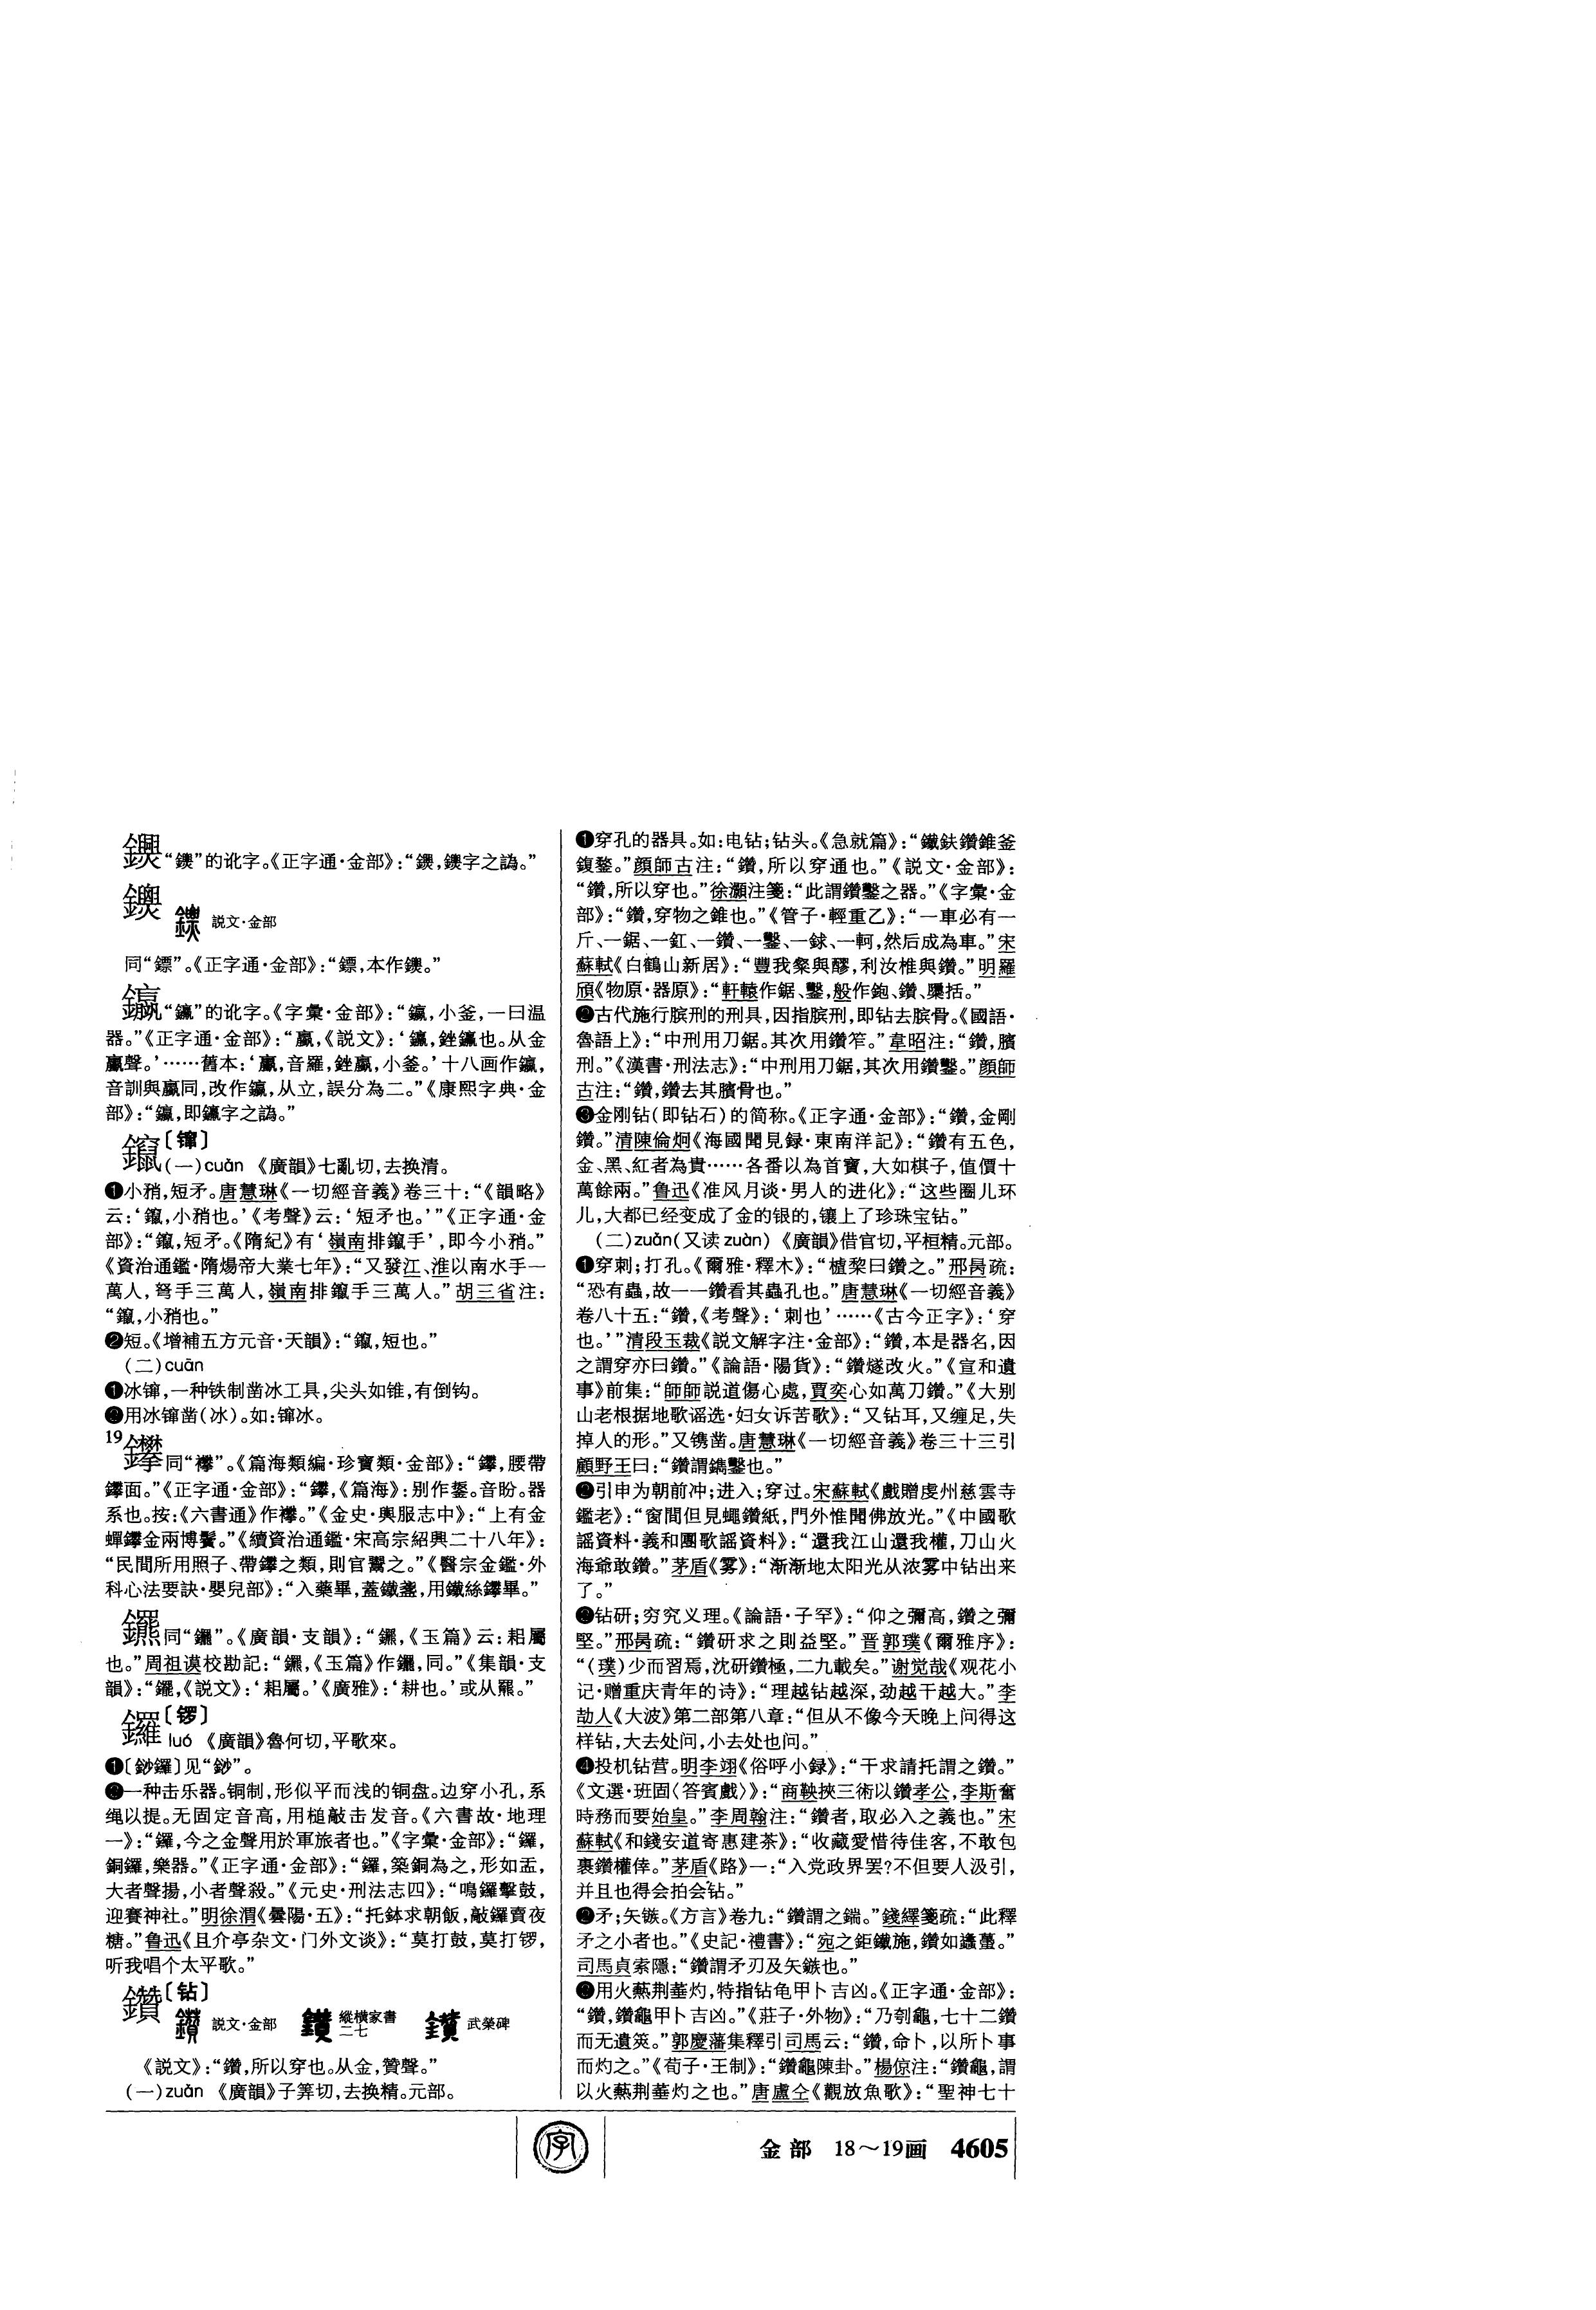 “鐭”的讹字。《正字通·金部》：“，字之譌。”
説文·金部
同“鏢”。《正字通·金部》：“鏢，本作。”
“鏍”的讹字。《字彙·金部》：“，小釜，一曰温
器。”《正字通·金部》：“，《説文》：‘，銼也。从金
聲。’……舊本：‘，音羅，銼，小釜。’十八画作，
音訓與同，改作，从立，誤分為二。”《康熙字典·金
部》：“，即字之譌。”
鑹〔镩〕
(一)cuǎn 《廣韻》七亂切，去换清。
❶小矟，短矛。唐慧琳《一切經音義》卷三十：“《韻略》
云：‘鑹，小矟也。’《考聲》云：‘短矛也。’”《正字通·金
部》：“鑹，短矛。《隋紀》有‘嶺南排鑹手’，即今小矟。”
《資治通鑑·隋煬帝大業七年》：“又發江、淮以南水手一
萬人，弩手三萬人，嶺南排鑹手三萬人。”胡三省注：
“鑹，小矟也。”
❷短。《增補五方元音·天韻》：“鑹，短也。”
(二)cuān
❶冰镩，一种铁制凿冰工具，尖头如锥，有倒钩。
❷用冰镩凿（冰）。如：镩冰。
19
鑻同“襻”。《篇海類編·珍寶類·金部》：“鑻，腰帶
鑻面。”《正字通·金部》：“鑻，《篇海》：别作鋬。音盼。器
系也。按：《六書通》作襻。”《金史·輿服志中》：“上有金
蟬鑻金兩博鬢。”《續資治通鑑·宋高宗紹興二十八年》：
“民間所用照子、帶鑻之類，則官鬻之。”《醫宗金鑑·外
科心法要訣·嬰兒部》：“入藥畢，蓋鐵盞，用鐵絲鑻畢。”
同“䥯”。《廣韻·支韻》：“，《玉篇》云：耜屬
也。”周祖谟校勘記：“，《玉篇》作䥯，同。”《集韻·支
韻》：“䥯，《説文》：‘耜屬。’《廣雅》：‘耕也。’或从羆。”
鑼〔锣〕
luó 《廣韻》魯何切，平歌來。
❶〔鈔鑼〕见“鈔”。
❷一种击乐器。铜制，形似平而浅的铜盘。边穿小孔，系
绳以提。无固定音高，用槌敲击发音。《六書故·地理
一》：“鑼，今之金聲用於軍旅者也。”《字彙·金部》：“鑼，
銅鑼，樂器。”《正字通·金部》：“鑼，築銅為之，形如盂，
大者聲揚，小者聲殺。”《元史·刑法志四》：“鳴鑼擊鼓，
迎賽神社。”明徐渭《曇陽·五》：“托鉢求朝飯，敲鑼賣夜
糖。”鲁迅《且介亭杂文·门外文谈》：“莫打鼓，莫打锣，
听我唱个太平歌。”
鑽〔钻〕
説文·金部 縱横家書二七 武榮碑
《説文》：“鑽，所以穿也。从金，贊聲。”
(一)zuǎn 《廣韻》子筭切，去换精。元部。
❶穿孔的器具。如：电钻；钻头。《急就篇》：“鐵鈇鑽錐釜
鍑鍪。”顔師古注：“鑽，所以穿通也。”《説文·金部》：
“鑽，所以穿也。”徐灝注箋：“此謂鑽鑿之器。”《字彙·金
部》：“鑽，穿物之錐也。”《管子·輕重乙》：“一車必有一
斤、一鋸、一釭、一鑽、一鑿、一銶、一軻，然后成為車。”宋
蘇軾《白鶴山新居》：“豐我粲與醪，利汝椎與鑽。”明羅
頎《物原·器原》：“軒轅作鋸、鑿，般作鉋、鑽、檃括。”
❷古代施行膑刑的刑具，因指膑刑，即钻去膑骨。《國語·
魯語上》：“中刑用刀鋸。其次用鑽笮。”韋昭注：“鑽，臏
刑。”《漢書·刑法志》：“中刑用刀鋸，其次用鑽鑿。”顔師
古注：“鑽，鑽去其臏骨也。”
❸金刚钻（即钻石）的简称。《正字通·金部》：“鑽，金剛
鑽。”清陳倫炯《海國聞見録·東南洋記》：“鑽有五色，
金、黑、紅者為貴……各番以為首寶，大如棋子，值價十
萬餘兩。”鲁迅《准风月谈·男人的进化》：“这些圈儿环
儿，大都已经变成了金的银的，镶上了珍珠宝钻。”
(二)zuān（又读zuàn） 《廣韻》借官切，平桓精。元部。
❶穿刺；打孔。《爾雅·釋木》：“樝棃曰鑽之。”邢昺疏：
“恐有蟲，故一一鑽看其蟲孔也。”唐慧琳《一切經音義》
卷八十五：“鑽，《考聲》：‘刺也’……《古今正字》：‘穿
也。’”清段玉裁《説文解字注·金部》：“鑽，本是器名，因
之謂穿亦曰鑽。”《論語·陽貨》：“鑽燧改火。”《宣和遺
事》前集：“師師説道傷心處，賈奕心如萬刀鑽。”《大别
山老根据地歌谣选·妇女诉苦歌》：“又钻耳，又缠足，失
掉人的形。”又镌凿。唐慧琳《一切經音義》卷三十三引
顧野王曰：“鑽謂鐫鑿也。”
❷引申为朝前冲；进入；穿过。宋蘇軾《戲贈虔州慈雲寺
鑑老》：“窗間但見蠅鑽紙，門外惟聞佛放光。”《中國歌
謡資料·義和團歌謡資料》：“還我江山還我權，刀山火
海爺敢鑽。”茅盾《雾》：“渐渐地太阳光从浓雾中钻出来
了。”
❸钻研；穷究义理。《論語·子罕》：“仰之彌高，鑽之彌
堅。”邢昺疏：“鑽研求之則益堅。”晋郭璞《爾雅序》：
“（璞）少而習焉，沈研鑽極，二九載矣。”谢觉哉《观花小
记·赠重庆青年的诗》：“理越钻越深，劲越干越大。”李
劼人《大波》第二部第八章：“但从不像今天晚上问得这
样钻，大去处问，小去处也问。”
❹投机钻营。明李翊《俗呼小録》：“干求請托謂之鑽。”
《文選·班固〈答賓戲〉》：“商鞅挾三術以鑽孝公，李斯奮
時務而要始皇。”李周翰注：“鑽者，取必入之義也。”宋
蘇軾《和錢安道寄惠建茶》：“收藏愛惜待佳客，不敢包
裹鑽權倖。”茅盾《路》一：“入党政界罢？不但要人汲引，
并且也得会拍会钻。”
❺矛；矢镞。《方言》卷九：“鑽謂之鍴。”錢繹箋疏：“此釋
矛之小者也。”《史記·禮書》：“宛之鉅鐵施，鑽如蠭蠆。”
司馬貞索隱：“鑽謂矛刃及矢鏃也。”
❻用火爇荆菙灼，特指钻龟甲卜吉凶。《正字通·金部》：
“鑽，鑽龜甲卜吉凶。”《莊子·外物》：“乃刳龜，七十二鑽
而无遺筴。”郭慶藩集釋引司馬云：“鑽，命卜，以所卜事
而灼之。”《荀子·王制》：“鑽龜陳卦。”楊倞注：“鑽龜，謂
以火爇荆菙灼之也。”唐盧仝《觀放魚歌》：“聖神七十
字
金部 18～19画 4605